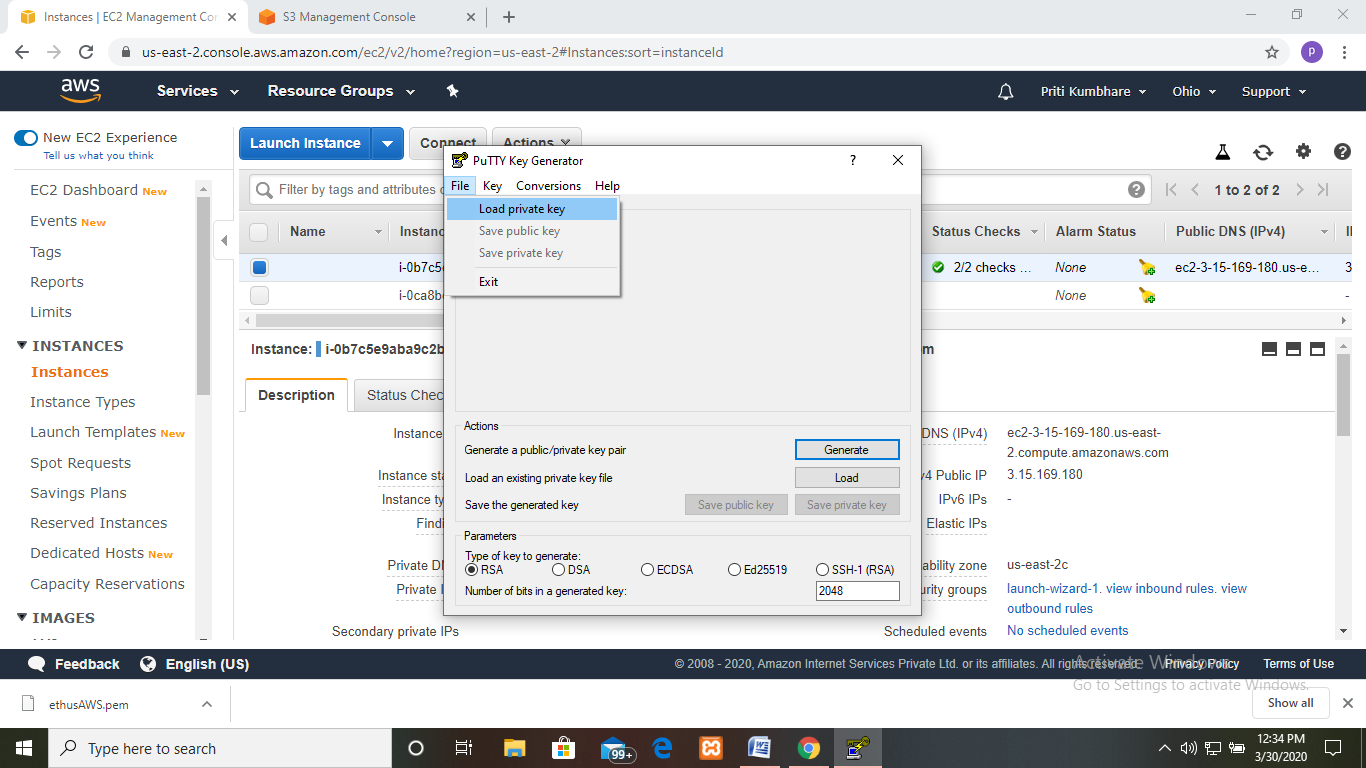 Instances | EC2 Management Con
S3 Management Console
us-east-2.console.aws.amazon.com/ec2/v2/home?region=us-east-2#Instances:sort=instanceId
P
aws
Services
Resource Groups
Priti Kumbhare
Ohio
Support
New EC2 Experience
Tell us what you think
EC2 Dashboard New
Events New
Tags
Reports
Limits
INSTANCES
Instances
Instance Types
Launch Templates New
Spot Requests
Savings Plans
Reserved Instances
Dedicated Hosts New
Capacity Reservations
IMAGES
Launch Instance
Connect
Actions
Filter by tags and attributes
1 to 2 of 2
Name
Status Checks
Alarm Status
Public DNS (IPv4)
2/2 checks ...
None
ec2-3-15-169-180.us-e...
3
i-0ca8b
None
-
Instance: i-0b7c5e9aba9c2b
m
Description
Status Chec
Instance
DNS (IPv4)
ec2-3-15-169-180.us-east-
2.compute.amazonaws.com
Instance sta
v4 Public IP
3.15.169.180
Instance ty
IPv6 IPs
-
Findi
Elastic IPs
Private D
ability zone
us-east-2c
Private I
urity groups
launch-wizard-1. view inbound rules. view
outbound rules
Secondary private IPs
Scheduled events
No scheduled events
PuTTY Key Generator
?
File
Key
Conversions
Help
Load private key
Save public key
Save private key
Exit
Actions
Generate a public/private key pair
Generate
Load an existing private key file
Load
Save the generated key
Save public key
Save private key
Parameters
Type of key to generate:
RSA
DSA
ECDSA
Ed25519
SSH-1 (RSA)
Number of bits in a generated key:
2048
Feedback
English (US)
© 2008 - 2020, Amazon Internet Services Private Ltd. or its affiliates. All rights reserved.
Privacy Policy
Terms of Use
Activate Windows
Go to Settings to activate Windows.
ethusAWS.pem
Show all
Type here to search
99+
12:34 PM
3/30/2020